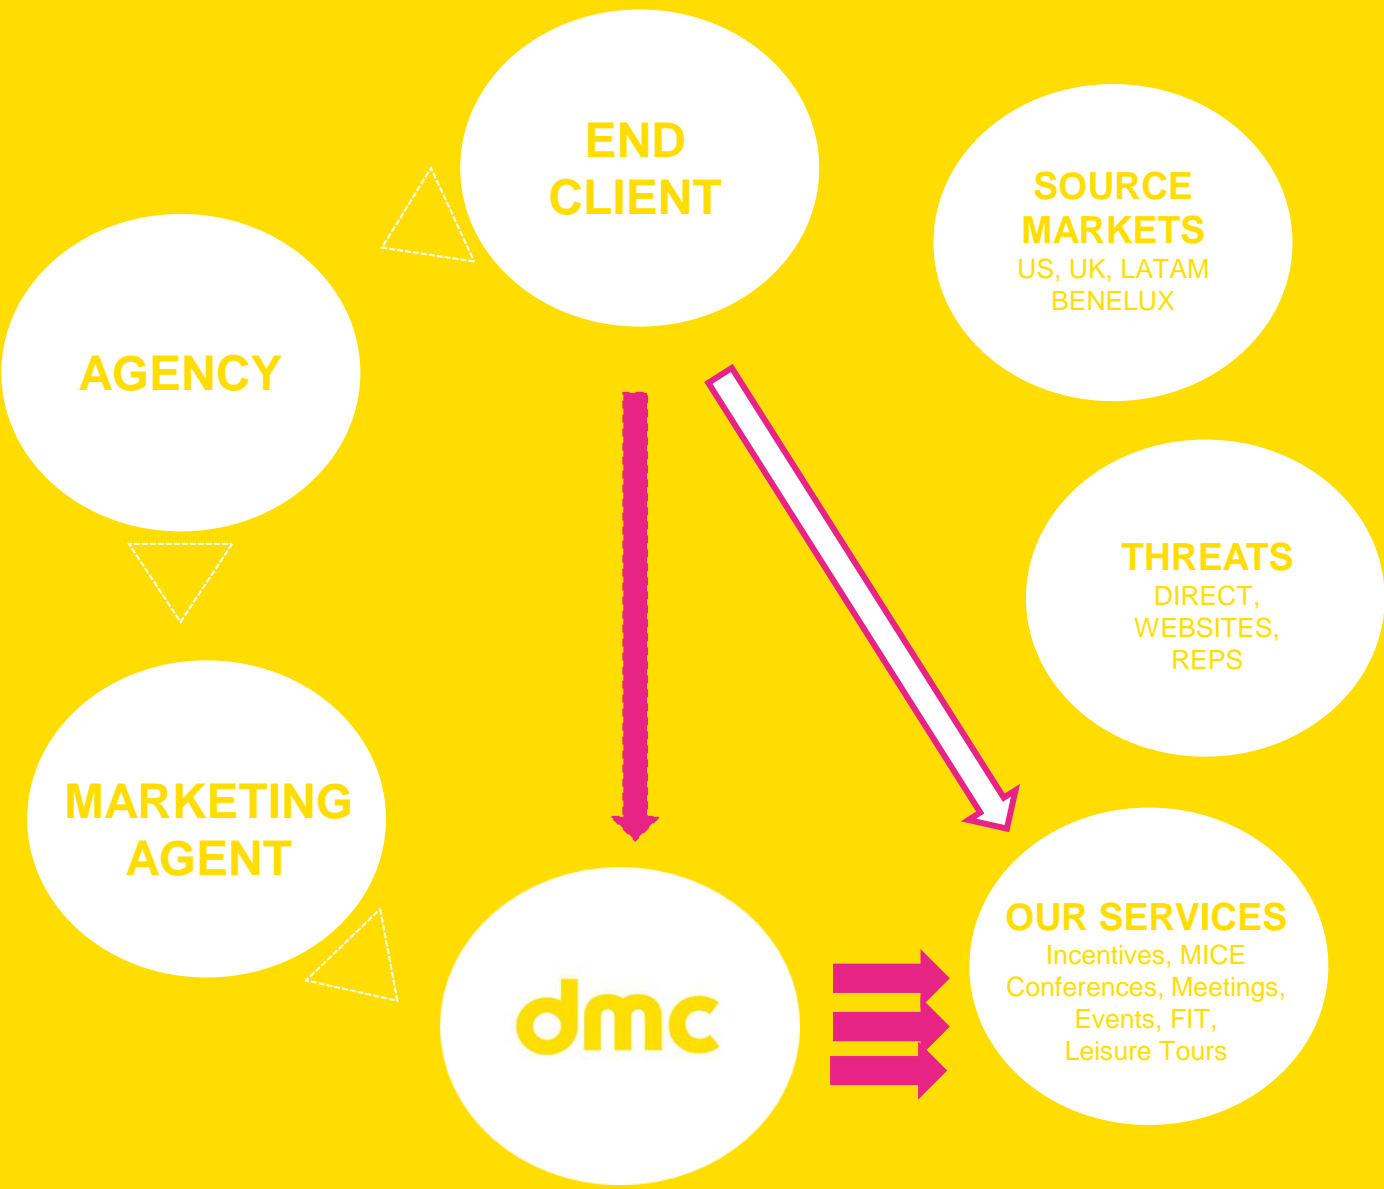 END
CLIENT
SOURCE
MARKETS
US, UK, LATAM
BENELUX
AGENCY
THREATS
DIRECT,
WEBSITES,
REPS
MARKETING
AGENT
dmc
OUR SERVICES
Incentives, MICE
Conferences, Meetings,
Events, FIT,
Leisure Tours